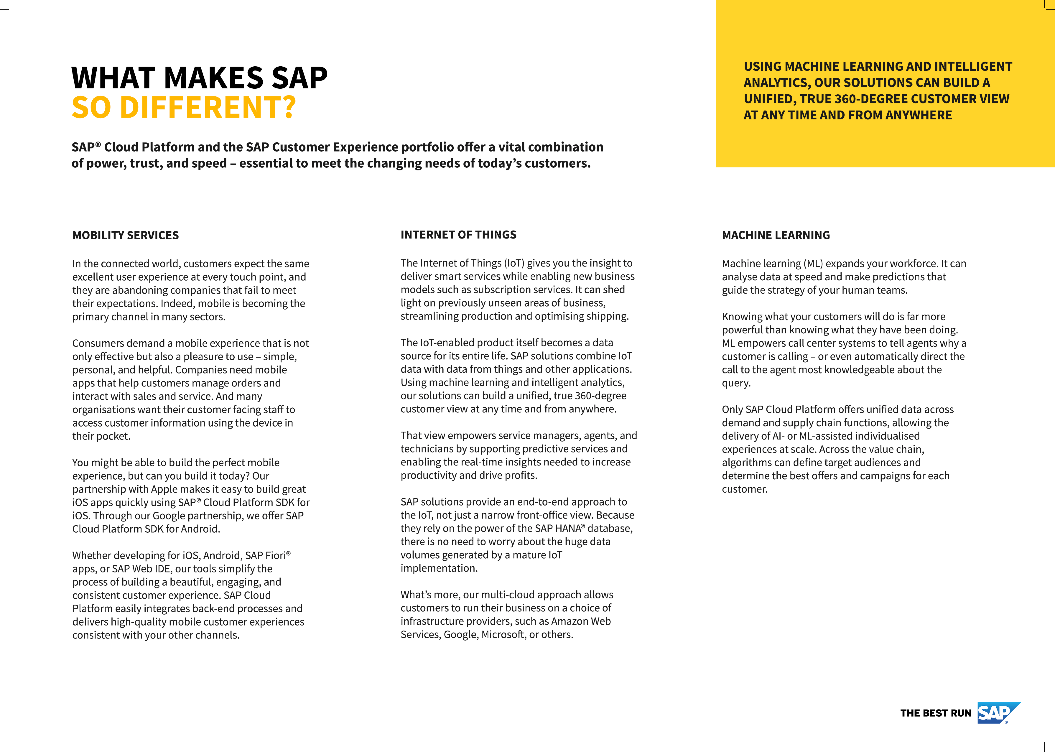 WHAT MAKES SAP
SO DIFFERENT?
SAP® Cloud Platform and the SAP Customer Experience portfolio offer a vital combination
of power, trust, and speed – essential to meet the changing needs of today's customers.
USING MACHINE LEARNING AND INTELLIGENT
ANALYTICS, OUR SOLUTIONS CAN BUILD A
UNIFIED, TRUE 360-DEGREE CUSTOMER VIEW
AT ANY TIME AND FROM ANYWHERE
MOBILITY SERVICES
In the connected world, customers expect the same
excellent user experience at every touch point, and
they are abandoning companies that fail to meet
their expectations. Indeed, mobile is becoming the
primary channel in many sectors.
Consumers demand a mobile experience that is not
only effective but also a pleasure to use – simple,
personal, and helpful. Companies need mobile
apps that help customers manage orders and
interact with sales and service. And many
organisations want their customer facing staff to
access customer information using the device in
their pocket.
You might be able to build the perfect mobile
experience, but can you build it today? Our
partnership with Apple makes it easy to build great
iOS apps quickly using SAP® Cloud Platform SDK for
iOS. Through our Google partnership, we offer SAP
Cloud Platform SDK for Android.
Whether developing for iOS, Android, SAP Fiori®
apps, or SAP Web IDE, our tools simplify the
process of building a beautiful, engaging, and
consistent customer experience. SAP Cloud
Platform easily integrates back-end processes and
delivers high-quality mobile customer experiences
consistent with your other channels.
INTERNET OF THINGS
The Internet of Things (IoT) gives you the insight to
deliver smart services while enabling new business
models such as subscription services. It can shed
light on previously unseen areas of business,
streamlining production and optimising shipping.
The IoT-enabled product itself becomes a data
source for its entire life. SAP solutions combine IoT
data with data from things and other applications.
Using machine learning and intelligent analytics,
our solutions can build a unified, true 360-degree
customer view at any time and from anywhere.
That view empowers service managers, agents, and
technicians by supporting predictive services and
enabling the real-time insights needed to increase
productivity and drive profits.
SAP solutions provide an end-to-end approach to
the IoT, not just a narrow front-office view. Because
they rely on the power of the SAP HANA® database,
there is no need to worry about the huge data
volumes generated by a mature IoT
implementation.
What's more, our multi-cloud approach allows
customers to run their business on a choice of
infrastructure providers, such as Amazon Web
Services, Google, Microsoft, or others.
MACHINE LEARNING
Machine learning (ML) expands your workforce. It can
analyse data at speed and make predictions that
guide the strategy of your human teams.
Knowing what your customers will do is far more
powerful than knowing what they have been doing.
ML empowers call center systems to tell agents why a
customer is calling – or even automatically direct the
call to the agent most knowledgeable about the
query.
Only SAP Cloud Platform offers unified data across
demand and supply chain functions, allowing the
delivery of AI- or ML-assisted individualised
experiences at scale. Across the value chain,
algorithms can define target audiences and
determine the best offers and campaigns for each
customer.
THE BEST RUN SAP